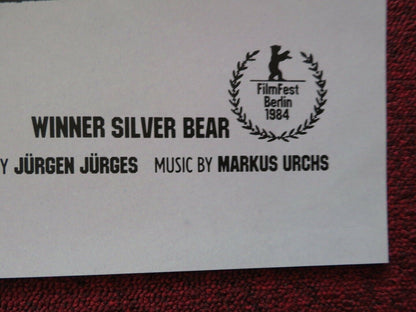 FilmFest
Berlin
1984
WINNER SILVER BEAR
Y JÜRGEN JÜRGES MUSIC BY MARKUS URCHS